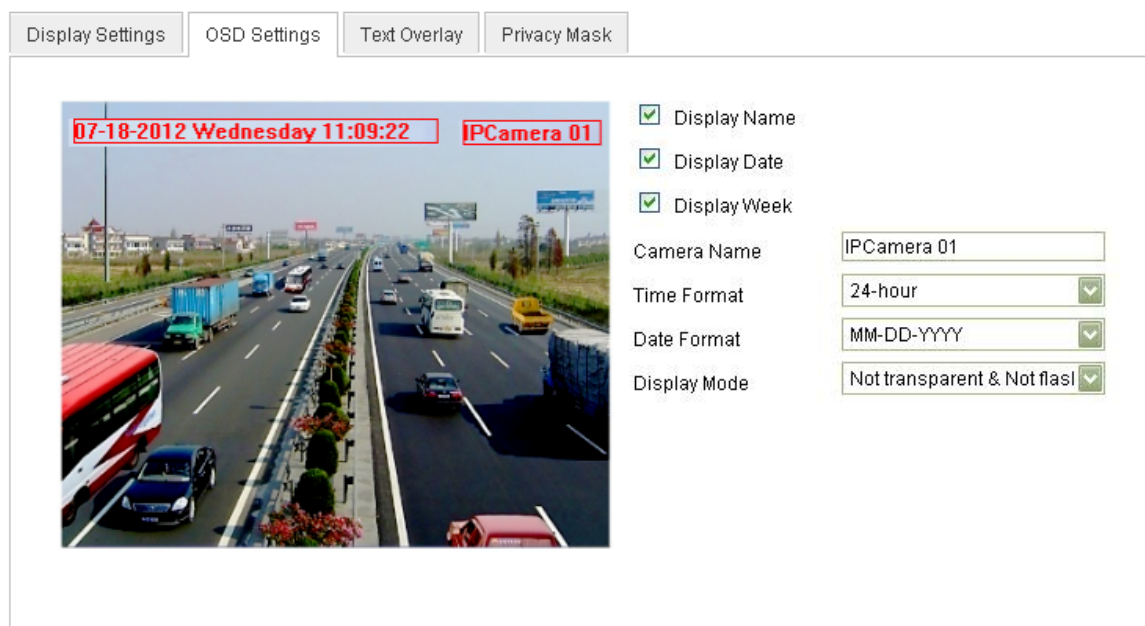 Display Settings
OSD Settings
Text Overlay
Privacy Mask
07-18-2012 Wednesday 11:09:22
IPCamera 01
Display Name
Display Date
Display Week
Camera Name
IPCamera 01
Time Format
24-hour
Date Format
MM-DD-YYYY
Display Mode
Not transparent & Not flasl